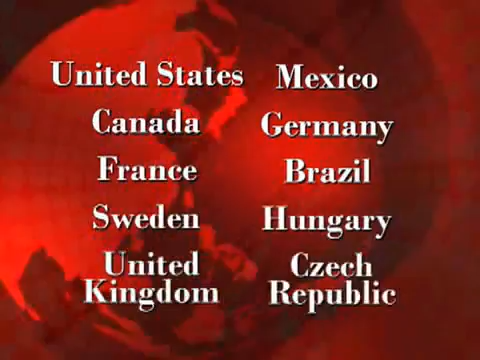 United States
Mexico
Canada
Germany
France
Brazil
Sweden
Hungary
United
Kingdom
Czech
Republic